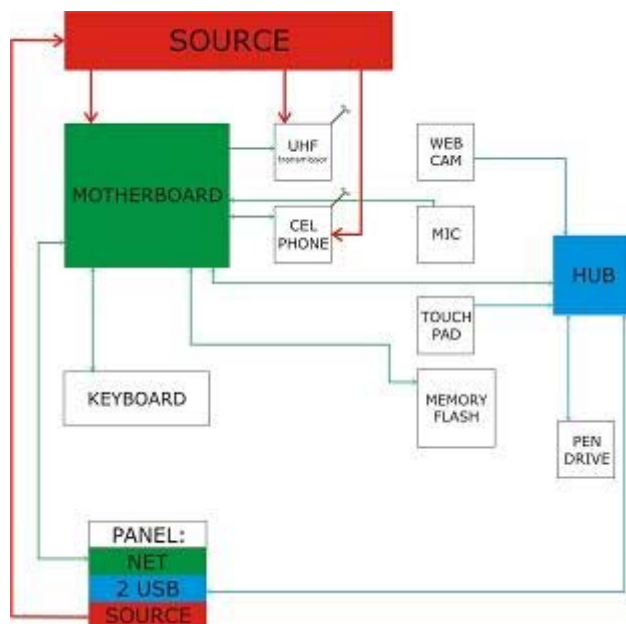 SOURCE
MOTHERBOARD
UHF
transmissor
CEL
PHONE
WEB
CAM
MIC
HUB
TOUCH
PAD
KEYBOARD
MEMORY
FLASH
PEN
DRIVE
PANEL:
NET
2 USB
SOURCE